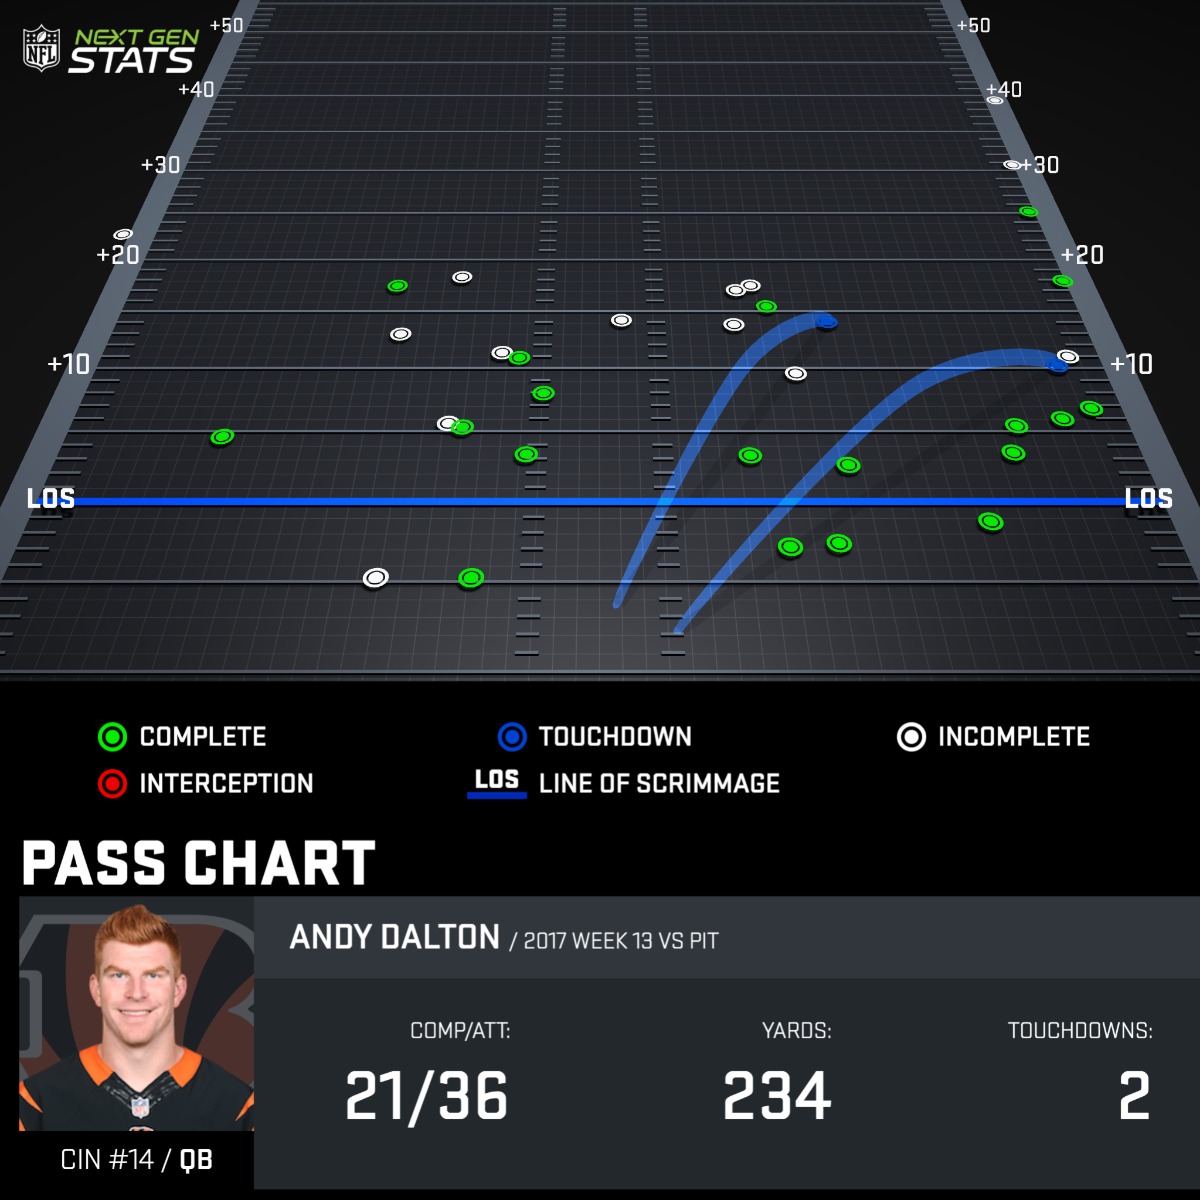 NFL NEXT GEN
STATS
+50 +50
+40 +40
+30 +30
+20 +20
+10 +10
LOS LOS
COMPLETE TOUCHDOWN INCOMPLETE
INTERCEPTION LOS LINE OF SCRIMMAGE
PASS CHART
ANDY DALTON / 2017 WEEK 13 VS PIT
COMP/ATT: YARDS: TOUCHDOWNS:
21/36 234 2
CIN #14 / QB